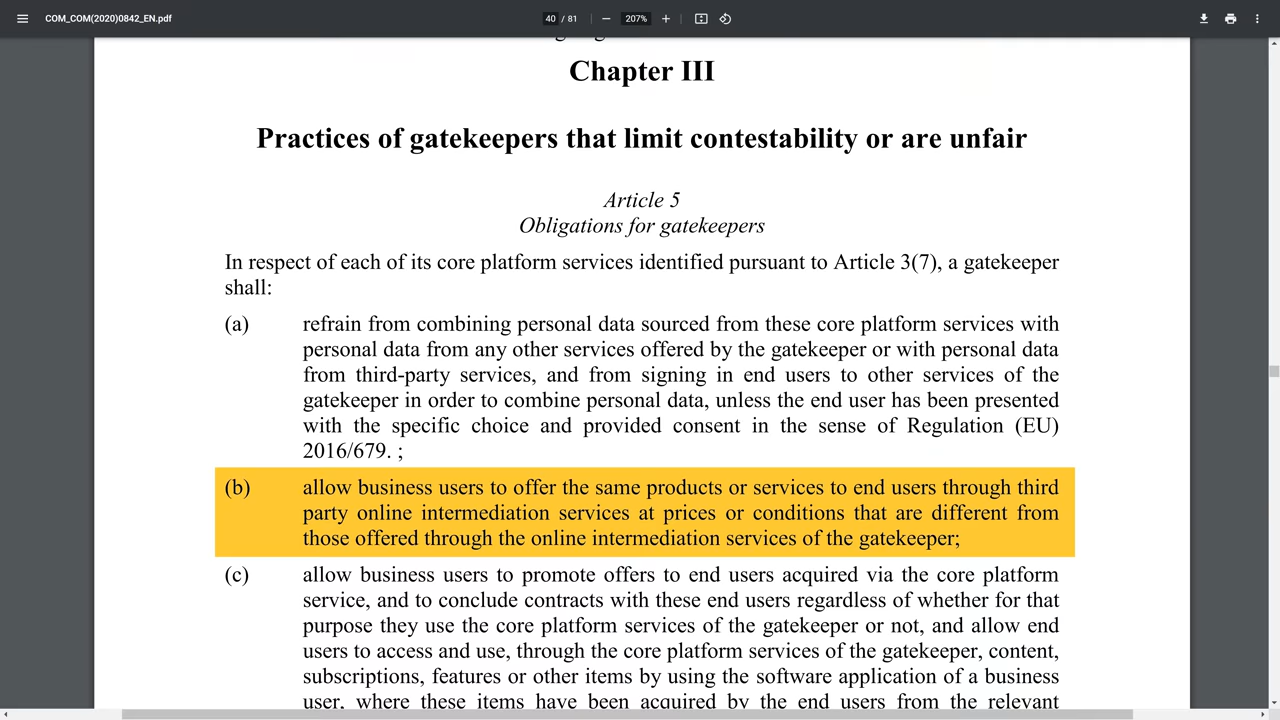 COM_COM(2020)0842_EN.pdf
40 / 81
207%
Chapter III
Practices of gatekeepers that limit contestability or are unfair
Article 5
Obligations for gatekeepers
In respect of each of its core platform services identified pursuant to Article 3(7), a gatekeeper
shall:
(a) refrain from combining personal data sourced from these core platform services with
personal data from any other services offered by the gatekeeper or with personal data
from third-party services, and from signing in end users to other services of the
gatekeeper in order to combine personal data, unless the end user has been presented
with the specific choice and provided consent in the sense of Regulation (EU)
2016/679. ;
(b) allow business users to offer the same products or services to end users through third
party online intermediation services at prices or conditions that are different from
those offered through the online intermediation services of the gatekeeper;
(c) allow business users to promote offers to end users acquired via the core platform
service, and to conclude contracts with these end users regardless of whether for that
purpose they use the core platform services of the gatekeeper or not, and allow end
users to access and use, through the core platform services of the gatekeeper, content,
subscriptions, features or other items by using the software application of a business
user, where these items have been acquired by the end users from the relevant